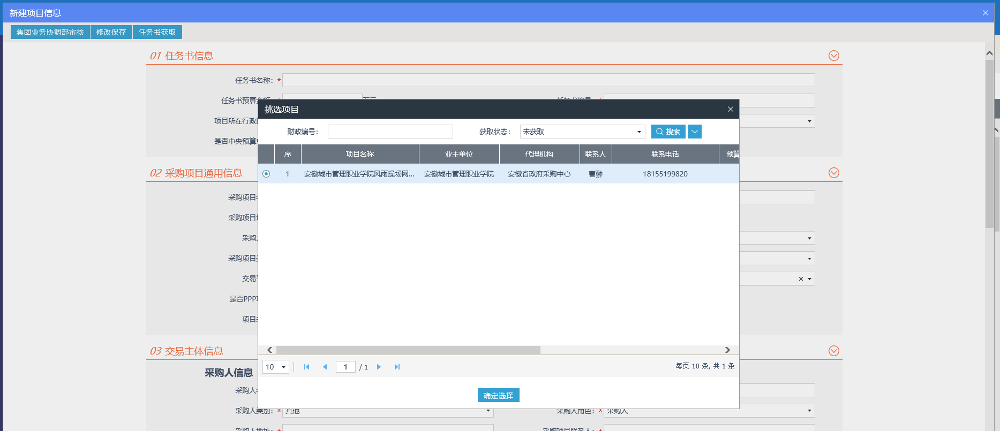 新建项目信息
集团业务协调部审核 修改保存 任务书获取
01 任务书信息
任务书名称: *
任务书预算
项目所在行政
是否中央预算
挑选项目
财政编号: 获取状态: 未获取 搜索
序 项目名称 业主单位 代理机构 联系人 联系电话 预算
1 安徽城市管理职业学院风雨操场网... 安徽城市管理职业学院 安徽省政府采购中心 曹翀 18155199820
10 1 / 1 每页 10 条, 共 1 条
确定选择
02 采购项目通用信息
采购项目
采购项目
采购
采购项目
交易
是否PPP
项目
03 交易主体信息
采购人信息
采购人
采购人类别: * 其他 采购人角色: * 采购人
采购人地址: * 采购项目联系人: *